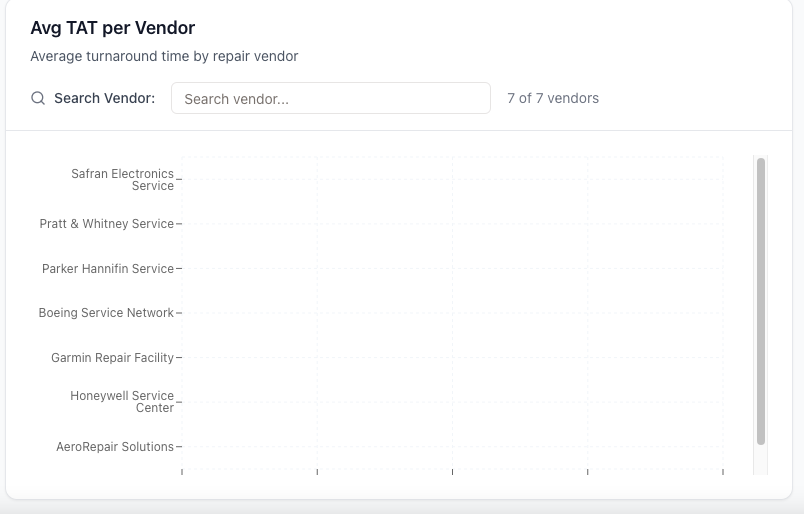 Avg TAT per Vendor
Average turnaround time by repair vendor
Search Vendor:
Search vendor...
7 of 7 vendors
Safran Electronics
Service
Pratt & Whitney Service
Parker Hannifin Service
Boeing Service Network
Garmin Repair Facility
Honeywell Service
Center
AeroRepair Solutions